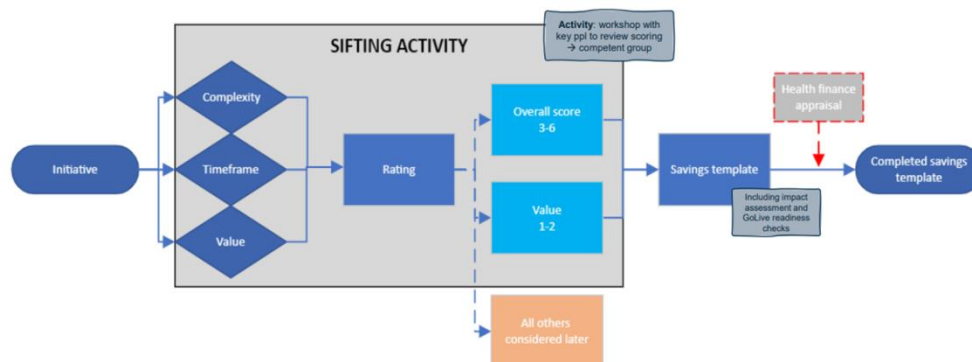 SIFTING ACTIVITY
Activity: workshop with
key ppl to review scoring
→ competent group
Initiative
Complexity
Timeframe
Value
Rating
Overall score
3-6
Value
1-2
All others
considered later
Savings template
Including impact
assessment and
GoLive readiness
checks
Health finance
appraisal
Completed savings
template